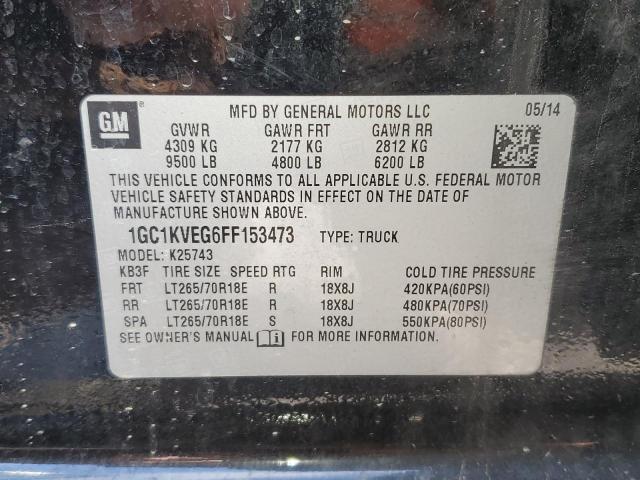 GM ®
MFD BY GENERAL MOTORS LLC 05/14
GVWR GAWR FRT GAWR RR
4309 KG 2177 KG 2812 KG
9500 LB 4800 LB 6200 LB
THIS VEHICLE CONFORMS TO ALL APPLICABLE U.S. FEDERAL MOTOR
VEHICLE SAFETY STANDARDS IN EFFECT ON THE DATE OF
MANUFACTURE SHOWN ABOVE.
1GC1KVEG6FF153473 TYPE: TRUCK
MODEL: K25743
KB3F TIRE SIZE SPEED RTG RIM COLD TIRE PRESSURE
FRT LT265/70R18E R 18X8J 420KPA(60PSI)
RR LT265/70R18E R 18X8J 480KPA(70PSI)
SPA LT265/70R18E S 18X8J 550KPA(80PSI)
SEE OWNER'S MANUAL i FOR MORE INFORMATION.